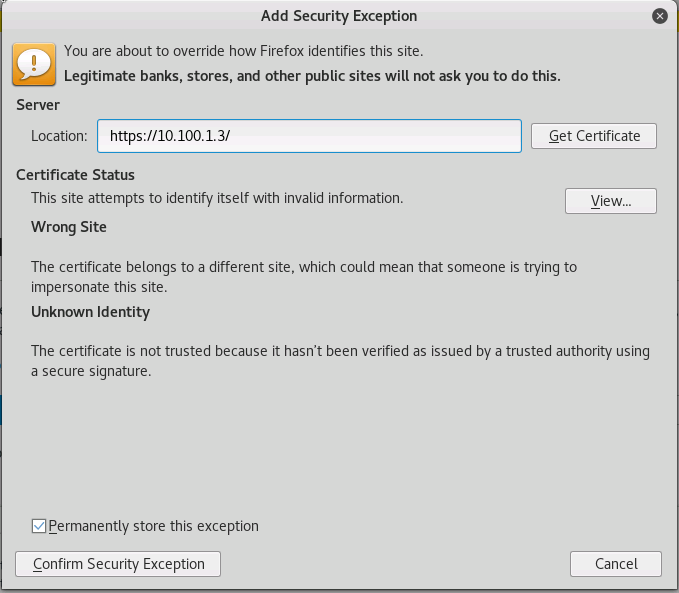 Add Security Exception
You are about to override how Firefox identifies this site.
Legitimate banks, stores, and other public sites will not ask you to do this.
Server
Location: https://10.100.1.3/ Get Certificate
Certificate Status
This site attempts to identify itself with invalid information.
View...
Wrong Site
The certificate belongs to a different site, which could mean that someone is trying to
impersonate this site.
Unknown Identity
The certificate is not trusted because it hasn't been verified as issued by a trusted authority using
a secure signature.
Permanently store this exception
Confirm Security Exception Cancel